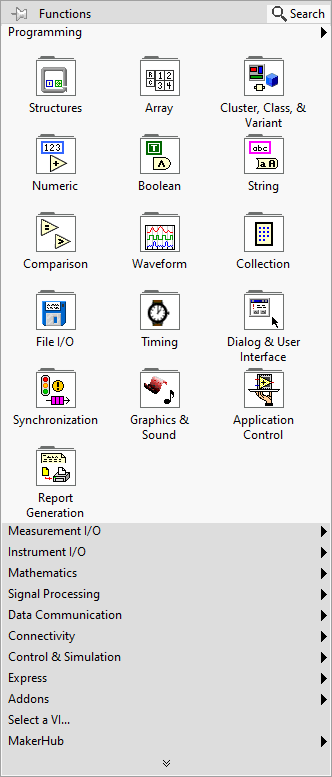 Functions Search
Programming
Structures Array Cluster, Class, &
Variant
123 T abc
a A
Numeric Boolean String
Comparison Waveform Collection
File I/O Timing Dialog & User
Interface
Synchronization Graphics & Application
Sound Control
Report
Generation
Measurement I/O
Instrument I/O
Mathematics
Signal Processing
Data Communication
Connectivity
Control & Simulation
Express
Addons
Select a VI...
MakerHub